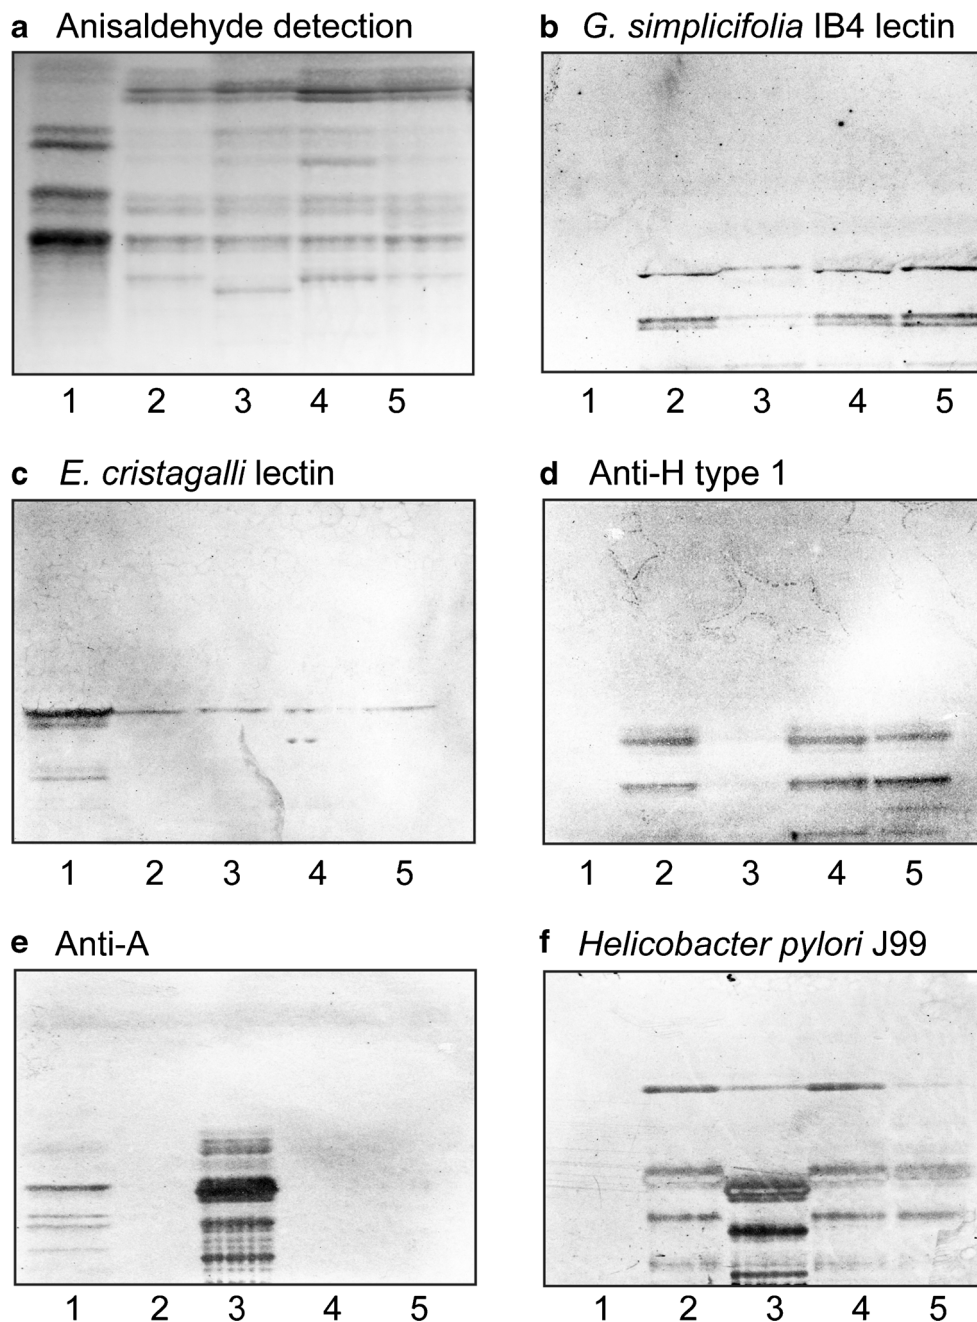 a Anisaldehyde detection
b G. simplicifolia IB4 lectin
1 2 3 4 5
1 2 3 4 5
c E. cristagalli lectin
d Anti-H type 1
1 2 3 4 5
1 2 3 4 5
e Anti-A
f Helicobacter pylori J99
1 2 3 4 5
1 2 3 4 5